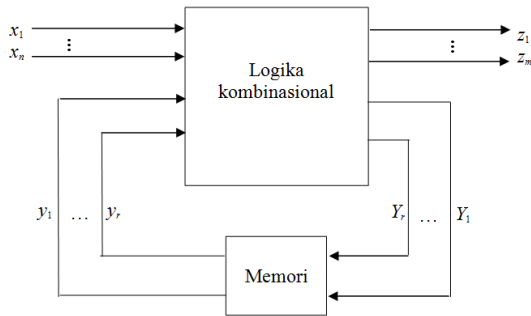 x1
⋮
xn
Logika
kombinasional
z1
⋮
zm
y1 … yr
Yr … Y1
Memori